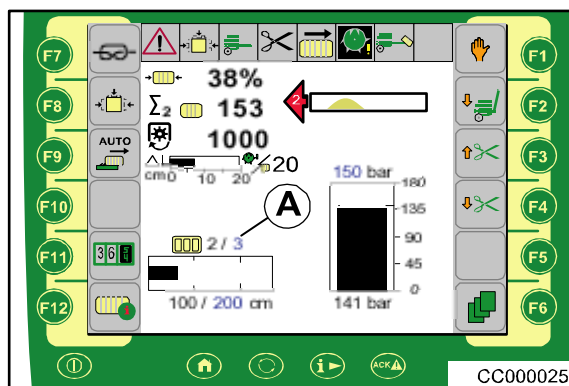 F7
F8
F9
F10
F11
F12
AUTO
38%
Σ2 153
1000
20
cm 0 10 20
2
A
2 / 3
100 / 200 cm
150 bar
180
135
90
45
0
141 bar
F1
F2
F3
F4
F5
F6
i
ACK
CC000025